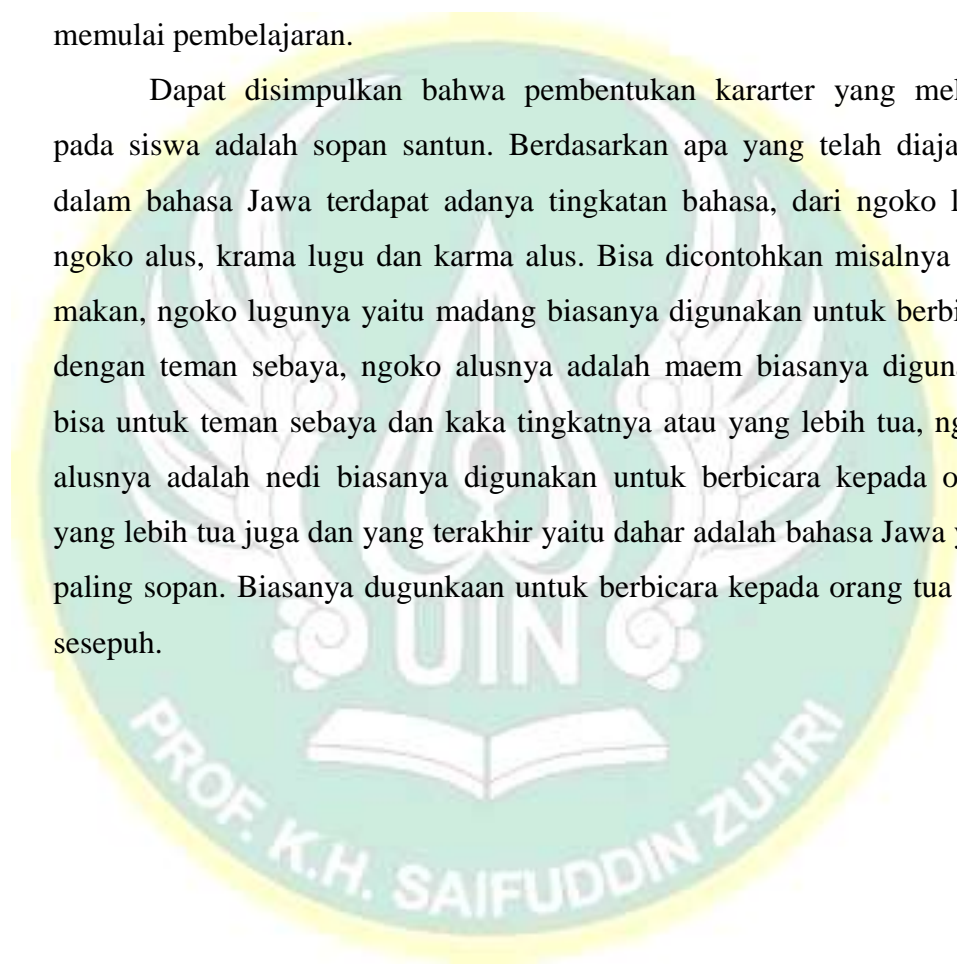 memulai pembelajaran.
Dapat disimpulkan bahwa pembentukan kararter yang mel
pada siswa adalah sopan santun. Berdasarkan apa yang telah diaja
dalam bahasa Jawa terdapat adanya tingkatan bahasa, dari ngoko l
ngoko alus, krama lugu dan karma alus. Bisa dicontohkan misalnya
makan, ngoko lugunya yaitu madang biasanya digunakan untuk berbi
dengan teman sebaya, ngoko alusnya adalah maem biasanya diguna
bisa untuk teman sebaya dan kaka tingkatnya atau yang lebih tua, ng
alusnya adalah nedi biasanya digunakan untuk berbicara kepada o
yang lebih tua juga dan yang terakhir yaitu dahar adalah bahasa Jawa y
paling sopan. Biasanya dugunkaan untuk berbicara kepada orang tua
sesepuh.
UIN
PROF. K.H. SAIFUDDIN ZUHRI